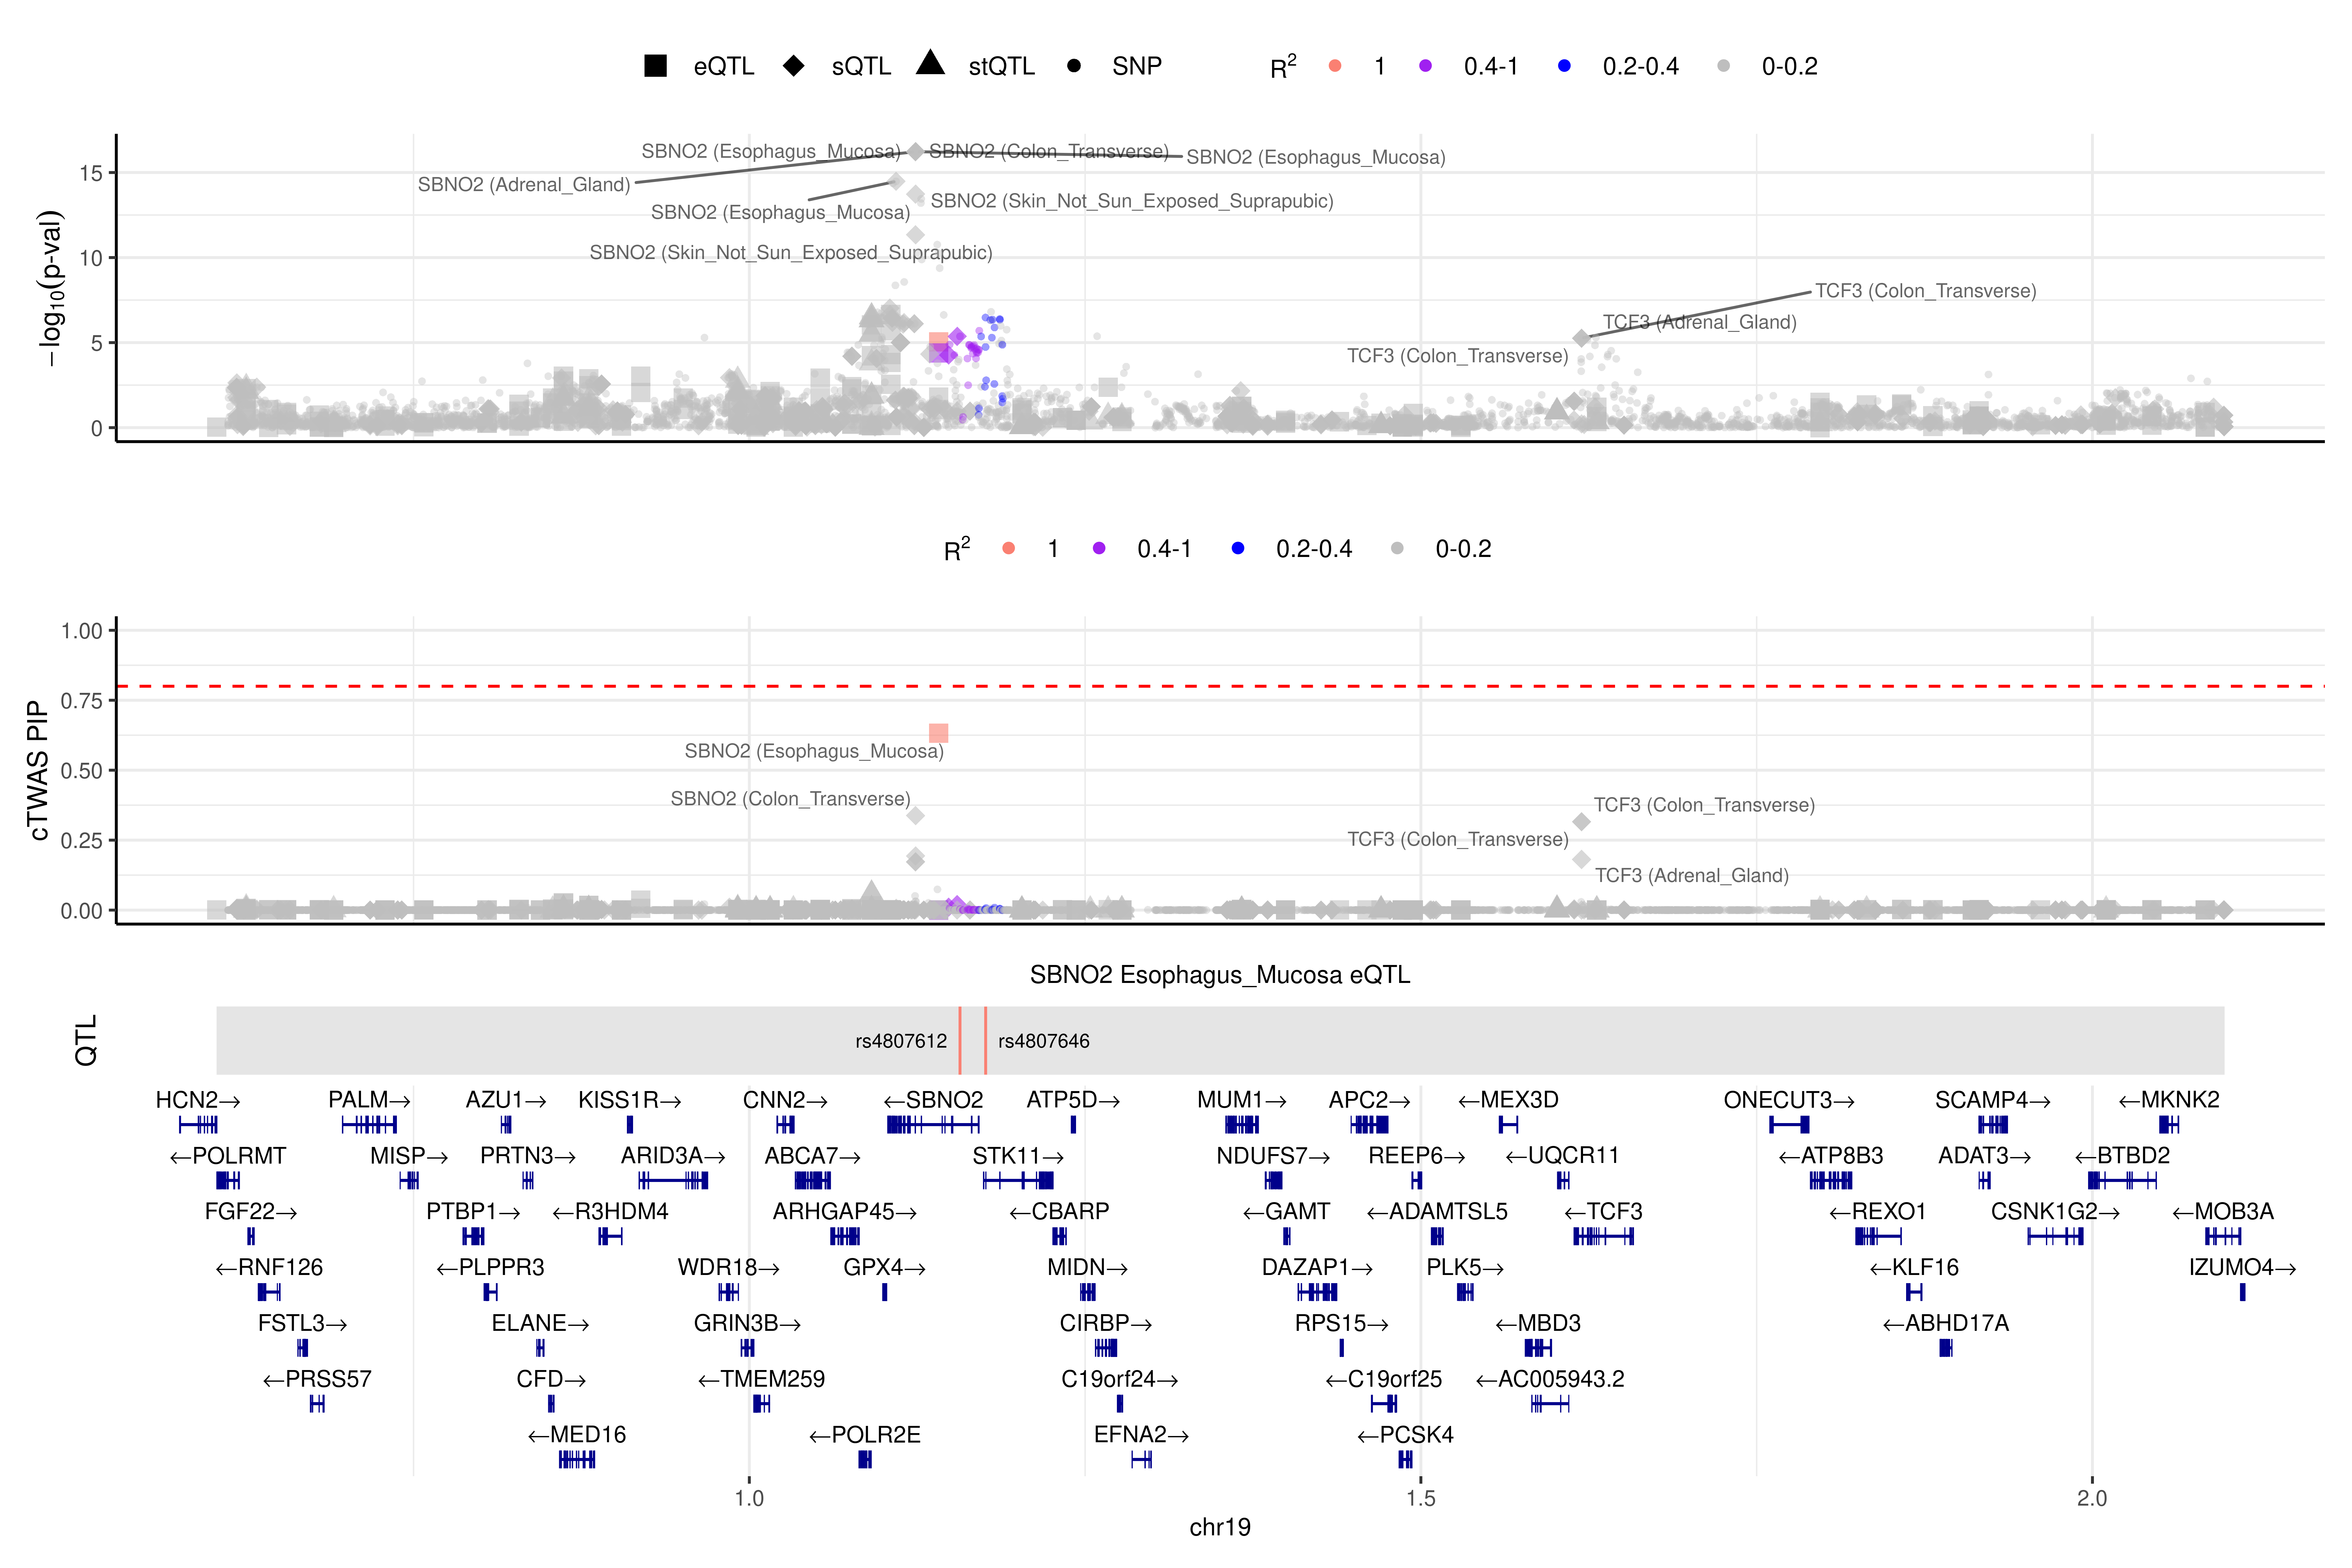 eQTL sQTL stQTL SNP R2 1 0.4-1 0.2-0.4 0-0.2
−log10(p-val)
15
10
5
0
SBNO2 (Esophagus_Mucosa)
SBNO2 (Colon_Transverse)
SBNO2 (Esophagus_Mucosa)
SBNO2 (Adrenal_Gland)
SBNO2 (Esophagus_Mucosa)
SBNO2 (Skin_Not_Sun_Exposed_Suprapubic)
SBNO2 (Skin_Not_Sun_Exposed_Suprapubic)
TCF3 (Colon_Transverse)
TCF3 (Adrenal_Gland)
TCF3 (Colon_Transverse)
R2 1 0.4-1 0.2-0.4 0-0.2
cTWAS PIP
1.00
0.75
0.50
0.25
0.00
SBNO2 (Esophagus_Mucosa)
SBNO2 (Colon_Transverse)
TCF3 (Colon_Transverse)
TCF3 (Colon_Transverse)
TCF3 (Adrenal_Gland)
SBNO2 Esophagus_Mucosa eQTL
QTL
rs4807612 rs4807646
HCN2→ PALM→ AZU1→ KISS1R→ CNN2→ ←SBNO2 ATP5D→ MUM1→ APC2→ ←MEX3D ONECUT3→ SCAMP4→ ←MKNK2
←POLRMT MISP→ PRTN3→ ARID3A→ ABCA7→ STK11→ NDUFS7→ REEP6→ ←UQCR11 ←ATP8B3 ADAT3→ ←BTBD2
FGF22→ PTBP1→ ←R3HDM4 ARHGAP45→ ←CBARP ←GAMT ←ADAMTSL5 ←TCF3 ←REXO1 CSNK1G2→ ←MOB3A
←RNF126 ←PLPPR3 WDR18→ GPX4→ MIDN→ DAZAP1→ PLK5→ ←KLF16 IZUMO4→
FSTL3→ ELANE→ GRIN3B→ CIRBP→ RPS15→ ←MBD3 ←ABHD17A
←PRSS57 CFD→ ←TMEM259 C19orf24→ ←C19orf25 ←AC005943.2
←MED16 ←POLR2E EFNA2→ ←PCSK4
1.0 1.5 2.0
chr19